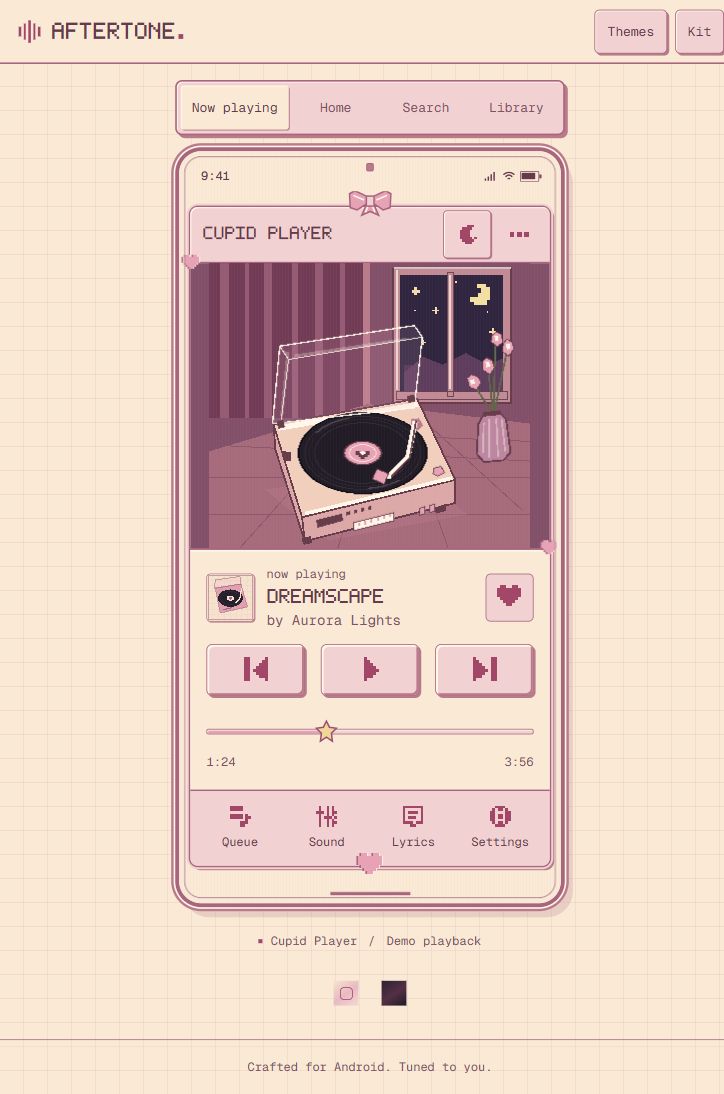 AFTERTONE.
Themes
Kit
Now playing
Home
Search
Library
9:41
CUPID PLAYER
now playing
DREAMSCAPE
by Aurora Lights
1:24
3:56
Queue
Sound
Lyrics
Settings
Cupid Player / Demo playback
Crafted for Android. Tuned to you.